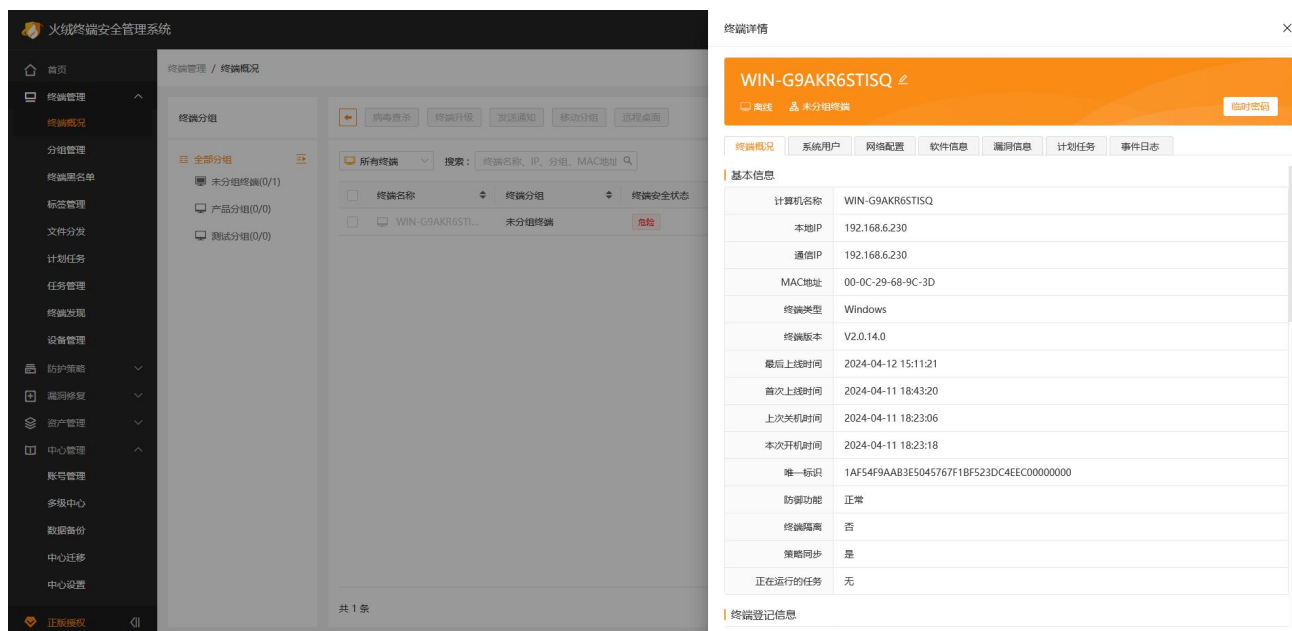 火绒终端安全管理系统
首页
终端管理
终端概况
分组管理
终端黑名单
标签管理
文件分发
计划任务
任务管理
终端发现
设备管理
防护策略
漏洞修复
资产管理
中心管理
账号管理
多级中心
数据备份
中心迁移
中心设置
正版授权
终端管理 / 终端概况
终端分组
全部分组
未分组终端(0/1)
产品分组(0/0)
测试分组(0/0)
病毒查杀 终端升级 发送通知 移动分组 远程桌面
所有终端 搜索： 终端名称、IP、分组、MAC地址
终端名称 终端分组 终端安全状态
WIN-G9AKR6STI... 未分组终端 危险
共 1 条
终端详情
WIN-G9AKR6STISQ
离线 未分组终端 临时密码
终端概况 系统用户 网络配置 软件信息 漏洞信息 计划任务 事件日志
基本信息
计算机名称 WIN-G9AKR6STISQ
本地IP 192.168.6.230
通信IP 192.168.6.230
MAC地址 00-0C-29-68-9C-3D
终端类型 Windows
终端版本 V2.0.14.0
最后上线时间 2024-04-12 15:11:21
首次上线时间 2024-04-11 18:43:20
上次关机时间 2024-04-11 18:23:06
本次开机时间 2024-04-11 18:23:18
唯一标识 1AF54F9AAB3E5045767F1BF523DC4EEC00000000
防御功能 正常
终端隔离 否
策略同步 是
正在运行的任务 无
终端登记信息